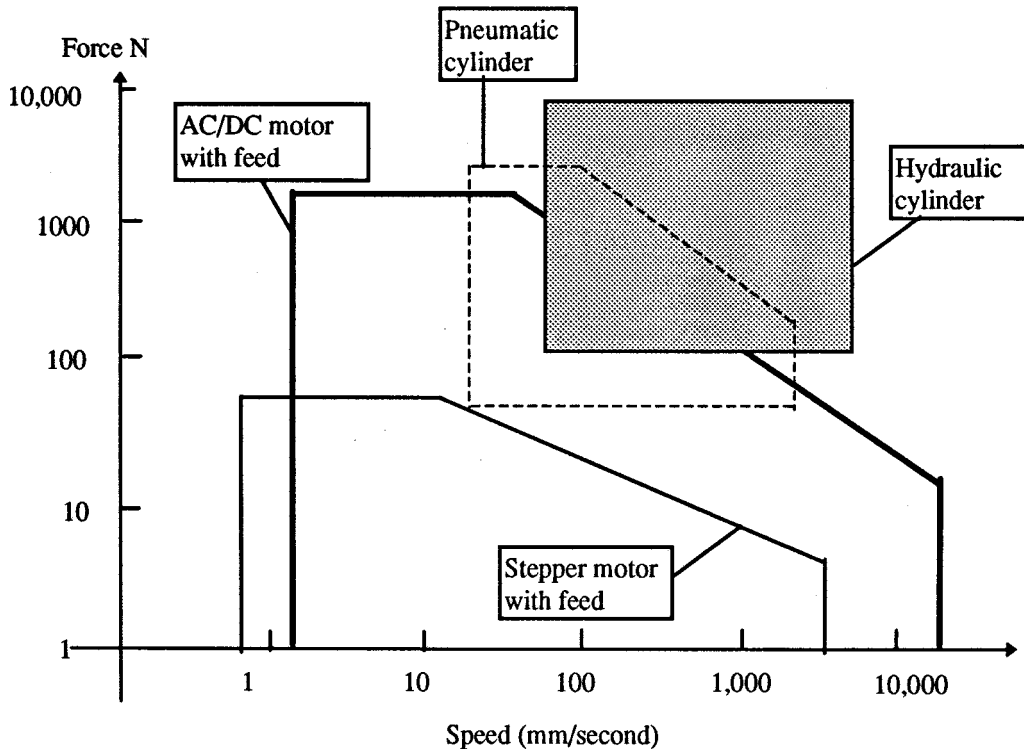 Force N
10,000
1000
100
10
1
Pneumatic
cylinder
AC/DC motor
with feed
Hydraulic
cylinder
Stepper motor
with feed
1 10 100 1,000 10,000
Speed (mm/second)